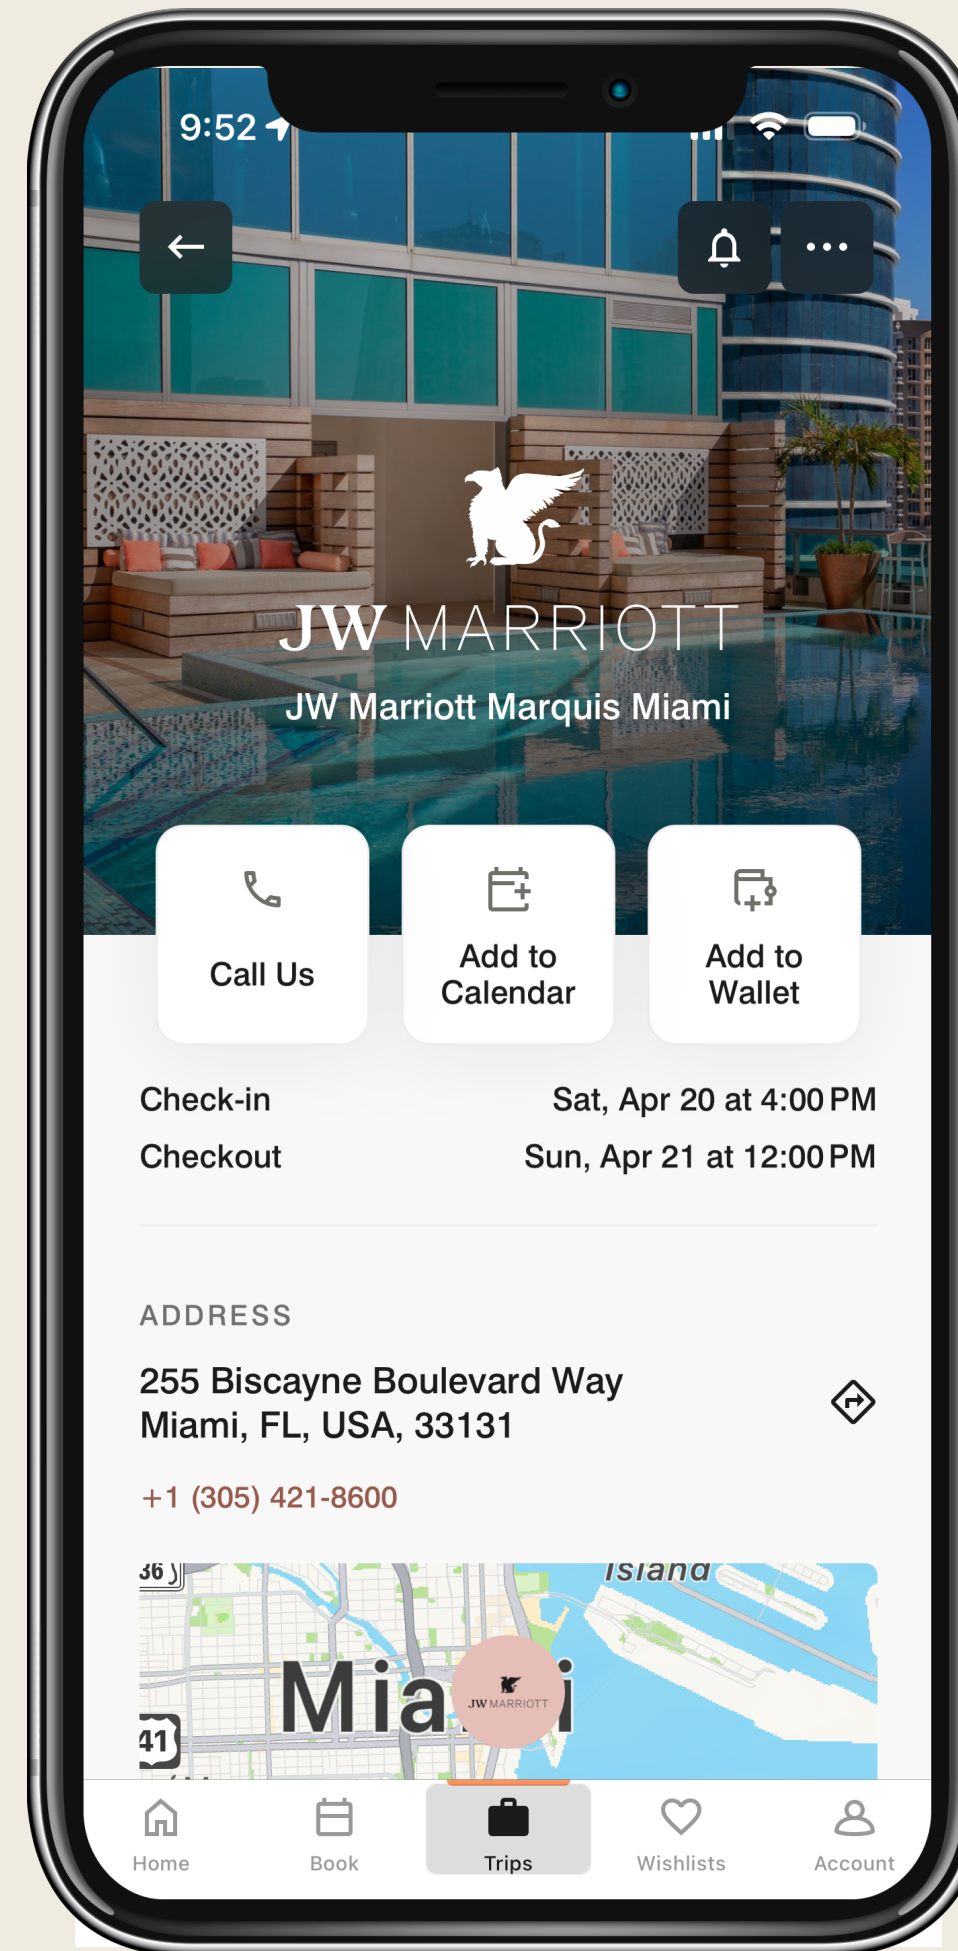 9:52
JW MARRIOTT
JW Marriott Marquis Miami
Call Us
Add to
Calendar
Add to
Wallet
Check-in
Sat, Apr 20 at 4:00 PM
Checkout
Sun, Apr 21 at 12:00 PM
ADDRESS
255 Biscayne Boulevard Way
Miami, FL, USA, 33131
+1 (305) 421-8600
36
Island
JW MARRIOTT
41
Home
Book
Trips
Wishlists
Account